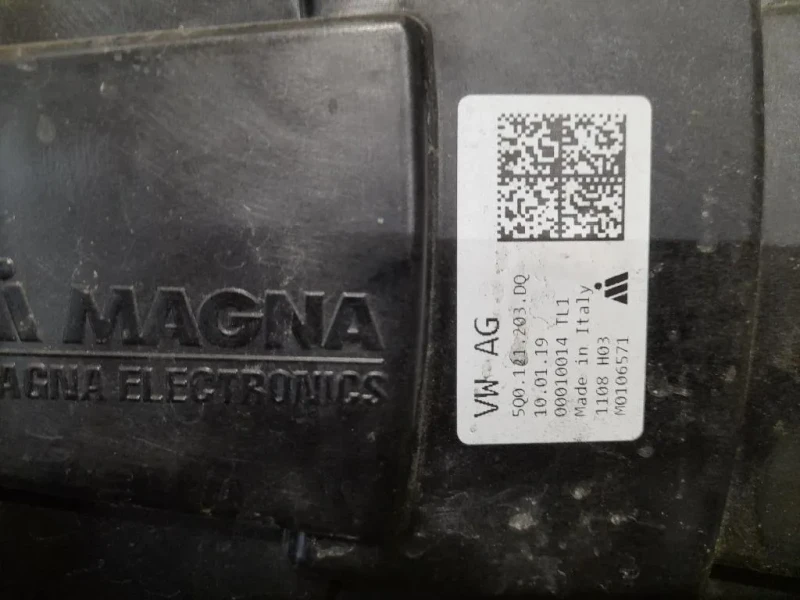 MAGNA
MAGNA ELECTRONICS
VW AG
5Q0.121.203.DQ
10.01.19
00010014 TL1
Made in Italy
1108 H03
M0106571